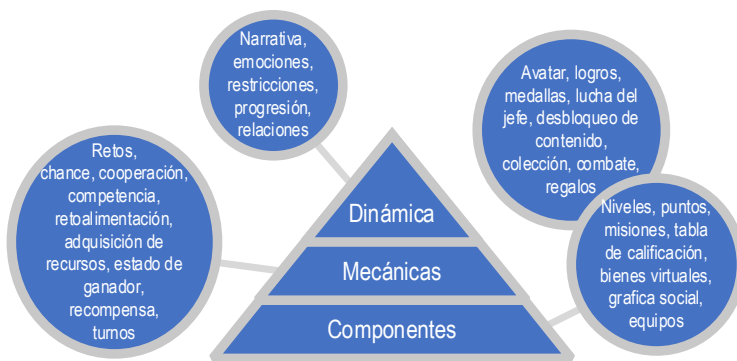 Narrativa,
emociones,
restricciones,
progresión,
relaciones
Avatar, logros,
medallas, lucha del
jefe, desbloqueo de
contenido,
colección, combate,
regalos
Retos,
chance, cooperación,
competencia,
retoalimentación,
adquisición de
recursos, estado de
ganador,
recompensa,
turnos
Niveles, puntos,
misiones, tabla
de calificación,
bienes virtuales,
grafica social,
equipos
Dinámica
Mecánicas
Componentes